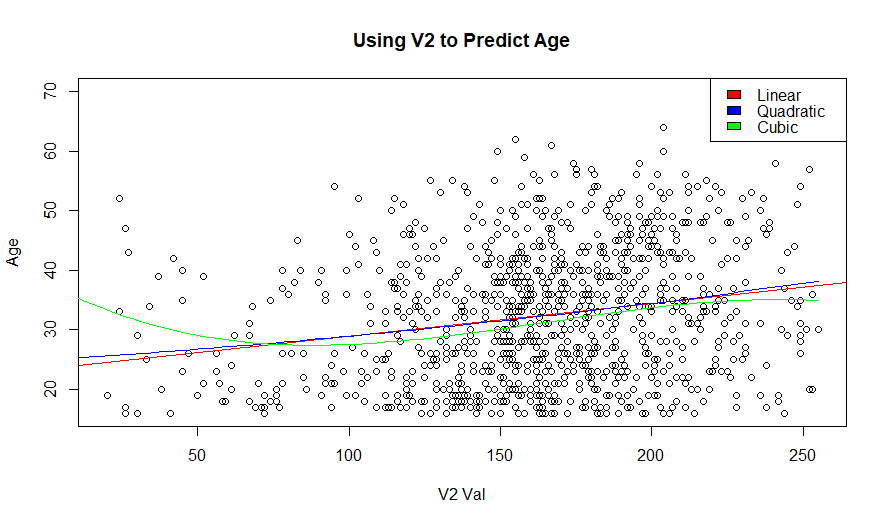 Using V2 to Predict Age
Linear
Quadratic
Cubic
Age
70
60
50
40
30
20
50 100 150 200 250
V2 Val